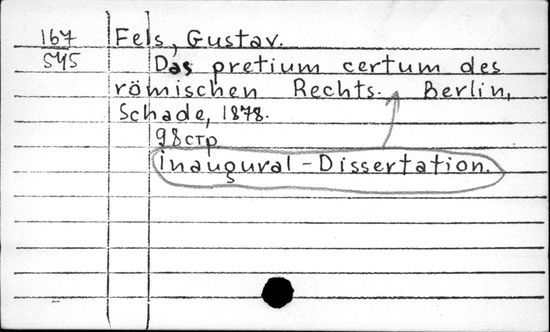 167
545
Fels, Gustav.
Das pretium certum des
römischen Rechts. Berlin,
Schade, 1878.
98стр
inaugural-Dissertation.